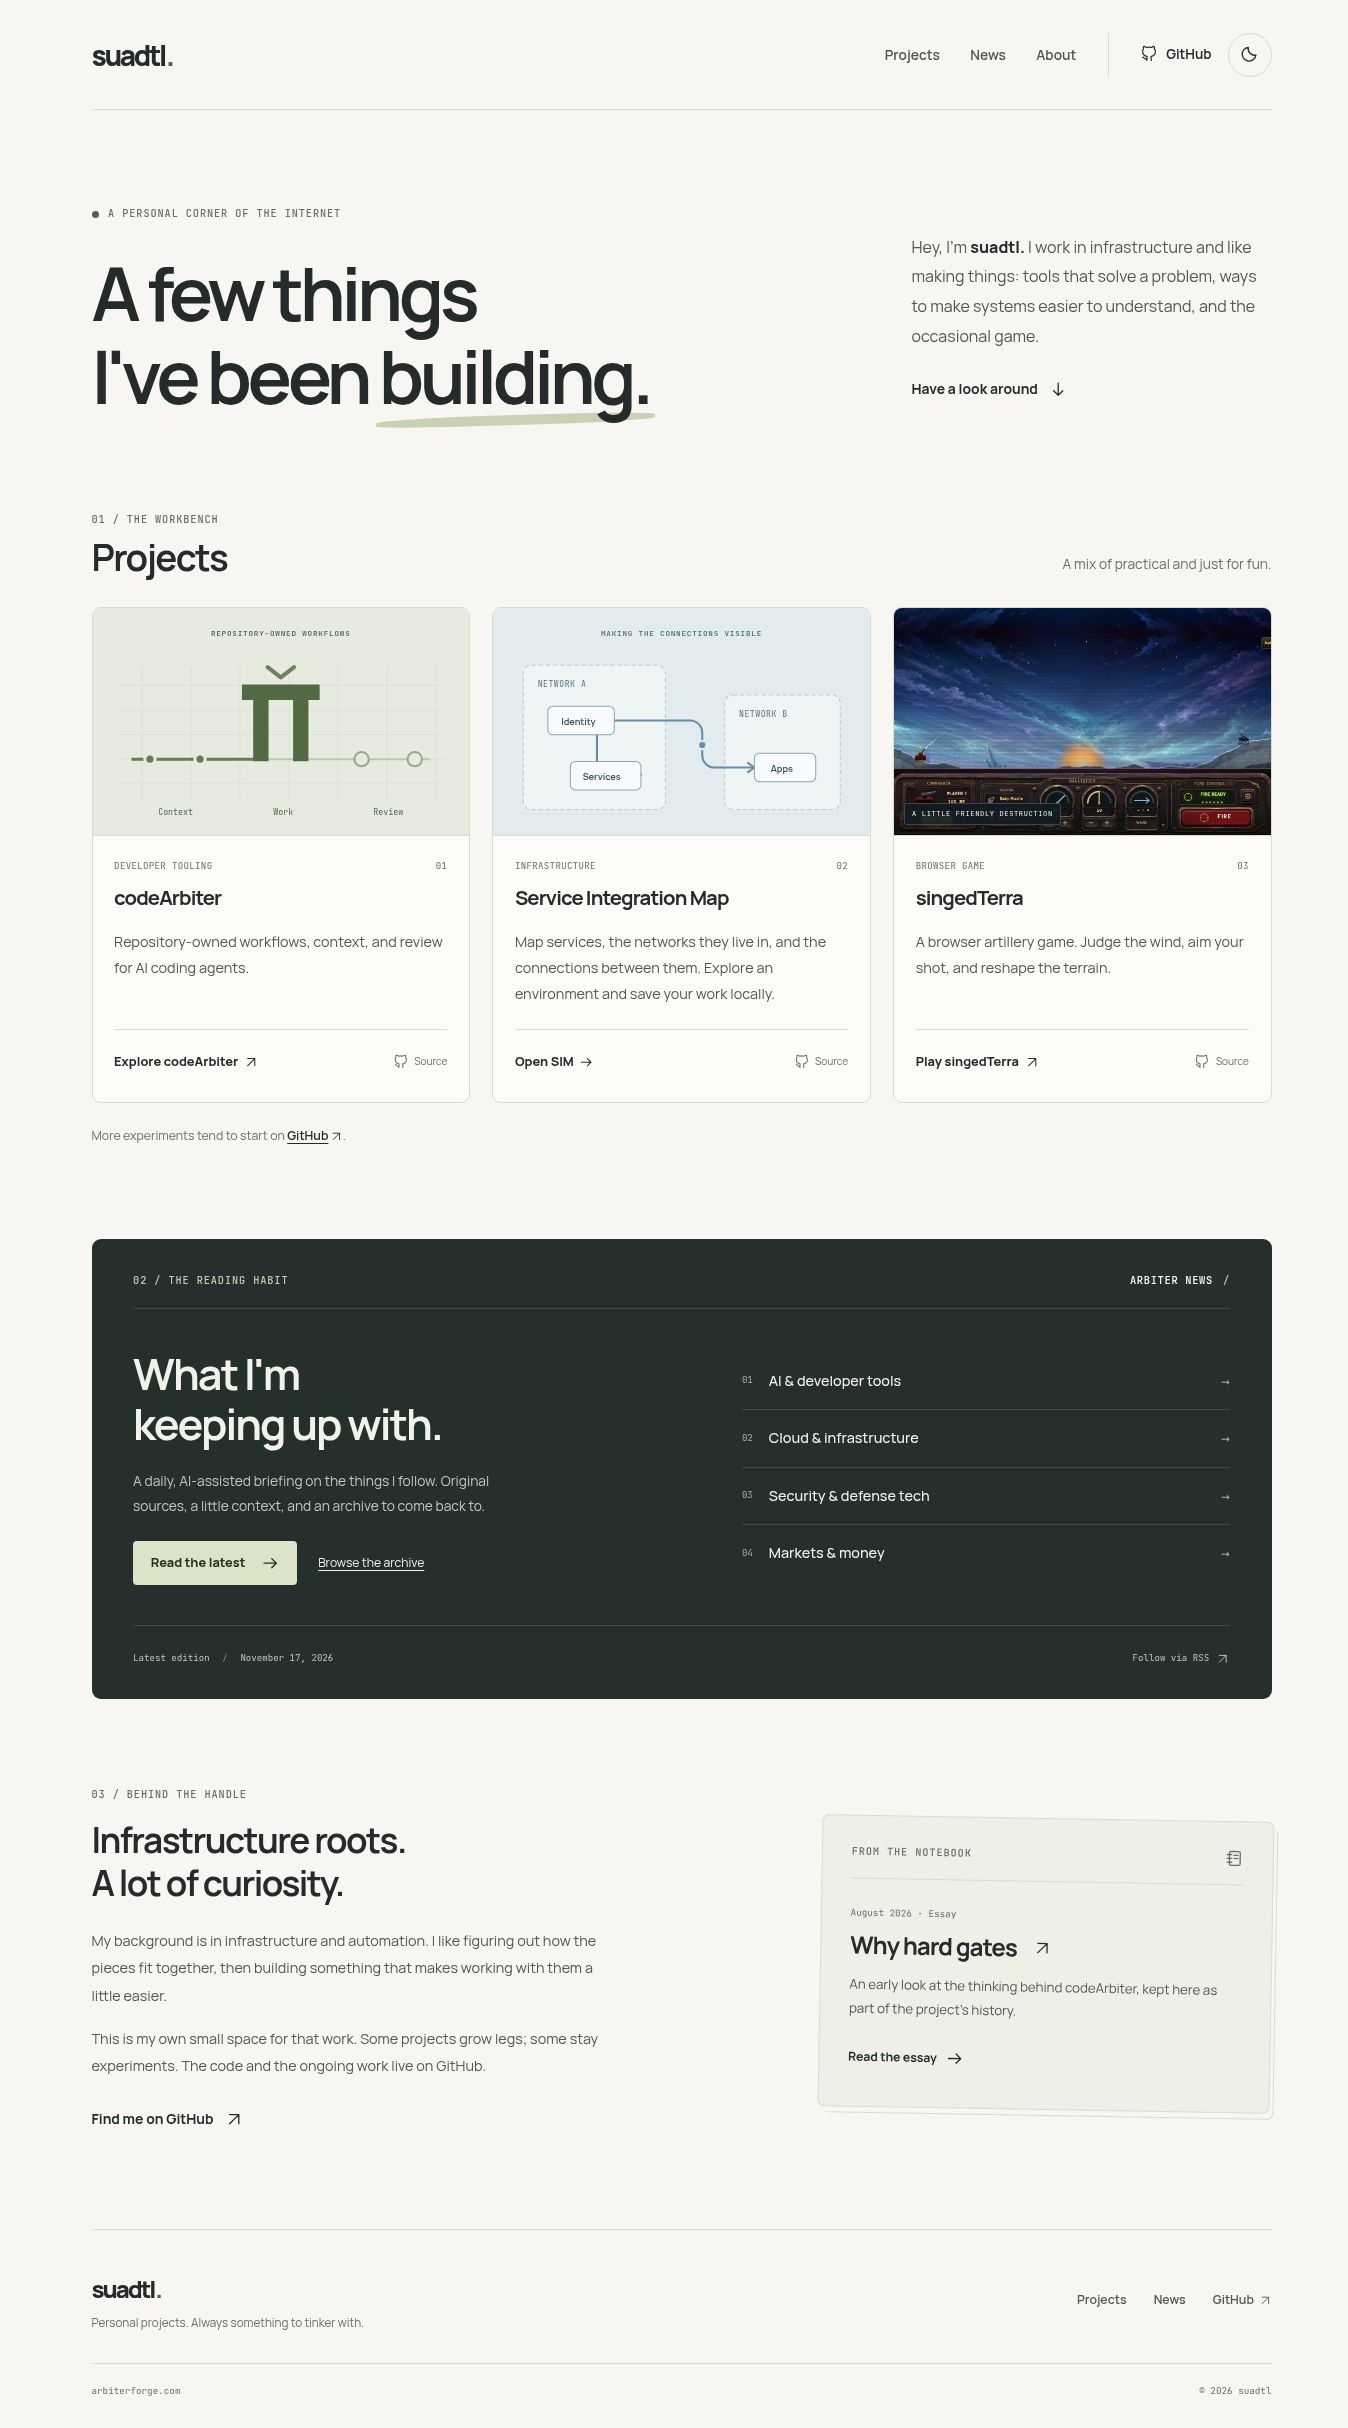 suadtl.
Projects
News
About
GitHub
A PERSONAL CORNER OF THE INTERNET
A few things
I've been building.
Hey, I'm suadtl. I work in infrastructure and like
making things: tools that solve a problem, ways
to make systems easier to understand, and the
occasional game.
Have a look around ↓
01 / THE WORKBENCH
Projects
A mix of practical and just for fun.
REPOSITORY-OWNED WORKFLOWS
Context
Work
Review
DEVELOPER TOOLING
01
codeArbiter
Repository-owned workflows, context, and review
for AI coding agents.
Explore codeArbiter ↗
Source
MAKING THE CONNECTIONS VISIBLE
NETWORK A
Identity
Services
NETWORK B
Apps
INFRASTRUCTURE
02
Service Integration Map
Map services, the networks they live in, and the
connections between them. Explore an
environment and save your work locally.
Open SIM →
Source
BALLISTICS
FIRE CONTROL
PLAYER 1
WEAPON
Baby Missile
FIRE READY
WIND
FIRE
A LITTLE FRIENDLY DESTRUCTION
BROWSER GAME
03
singedTerra
A browser artillery game. Judge the wind, aim your
shot, and reshape the terrain.
Play singedTerra ↗
Source
More experiments tend to start on GitHub ↗.
02 / THE READING HABIT
ARBITER NEWS /
What I'm
keeping up with.
A daily, AI-assisted briefing on the things I follow. Original
sources, a little context, and an archive to come back to.
Read the latest →
Browse the archive
01 AI & developer tools →
02 Cloud & infrastructure →
03 Security & defense tech →
04 Markets & money →
Latest edition / November 17, 2026
Follow via RSS ↗
03 / BEHIND THE HANDLE
Infrastructure roots.
A lot of curiosity.
My background is in infrastructure and automation. I like figuring out how the
pieces fit together, then building something that makes working with them a
little easier.
This is my own small space for that work. Some projects grow legs; some stay
experiments. The code and the ongoing work live on GitHub.
Find me on GitHub ↗
FROM THE NOTEBOOK
August 2026 · Essay
Why hard gates ↗
An early look at the thinking behind codeArbiter, kept here as
part of the project's history.
Read the essay →
suadtl.
Personal projects. Always something to tinker with.
Projects
News
GitHub ↗
arbiterforge.com
© 2026 suadtl